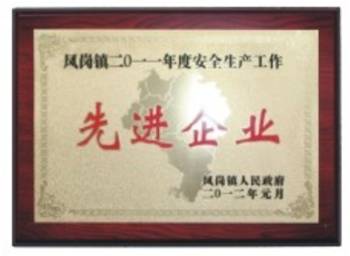 凤岗镇二〇一一年度安全生产工作
先进企业
凤岗镇人民政府
二〇一二年元月